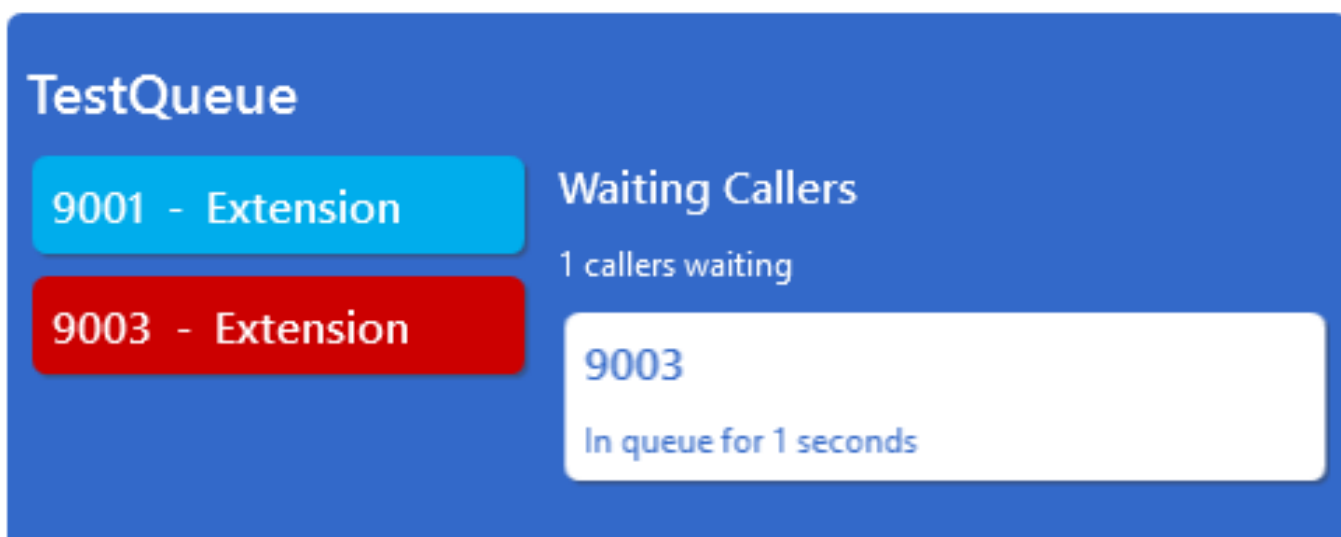 TestQueue
9001 - Extension
9003 - Extension
Waiting Callers
1 callers waiting
9003
In queue for 1 seconds